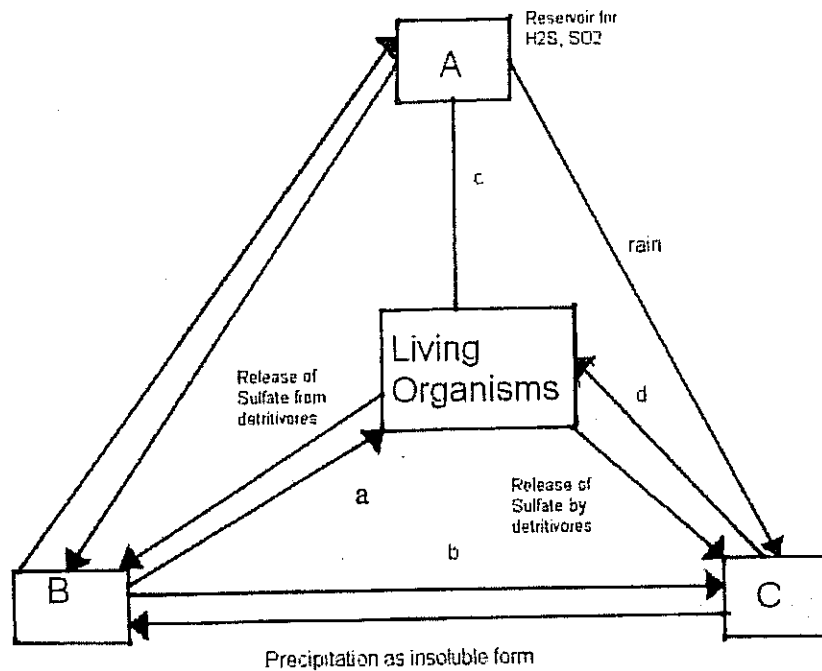 Reservoir for
H2S, SO2
A
c
rain
Living
Organisms
Release of
Sulfate from
detritivores
d
a
Release of
Sulfate by
detritivores
b
B
C
Precipitation as insoluble form